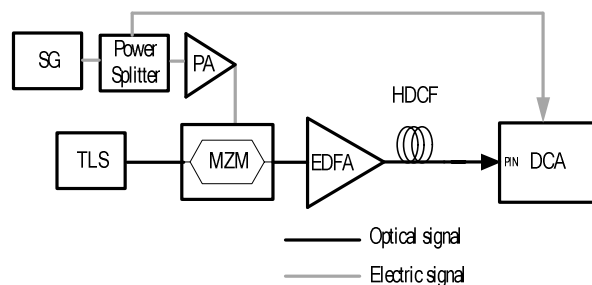 SG
Power
Splitter
PA
HDCF
TLS
MZM
EDFA
PIN DCA
Optical signal
Electric signal